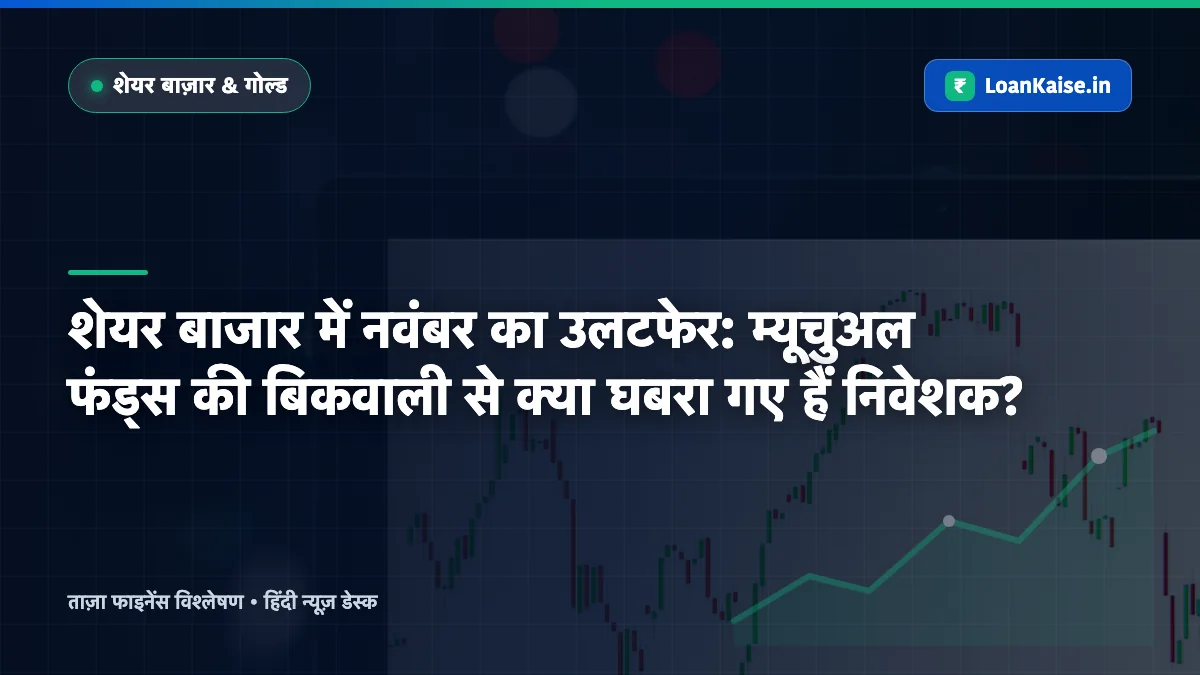 शेयर बाज़ार & गोल्ड
₹ LoanKaise.in
शेयर बाजार में नवंबर का उलटफेर: म्यूचुअल
फंड्स की बिकवाली से क्या घबरा गए हैं निवेशक?
ताज़ा फाइनेंस विश्लेषण • हिंदी न्यूज़ डेस्क